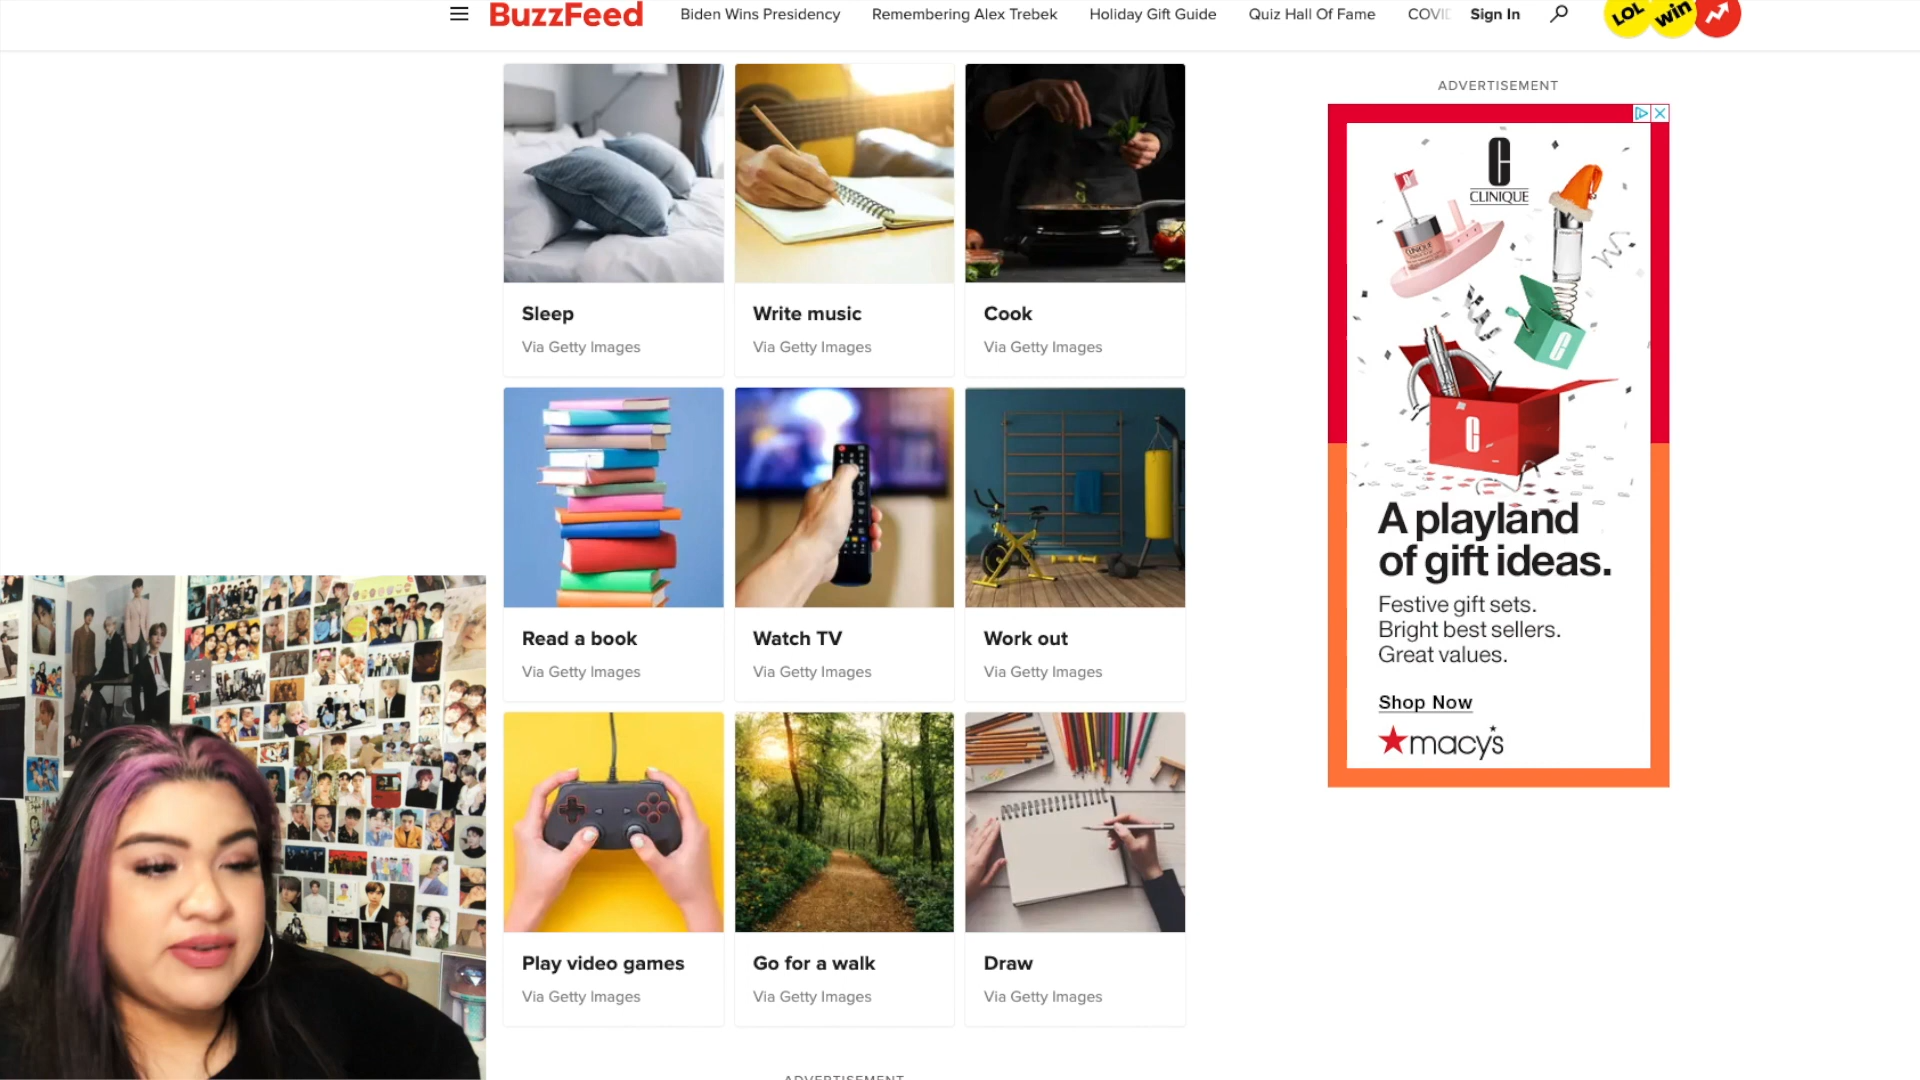 BuzzFeed
Biden Wins Presidency
Remembering Alex Trebek
Holiday Gift Guide
Quiz Hall Of Fame
COVID
Sign In
LOL
win
ADVERTISEMENT
CLINIQUE
CLINIQUE
A playland
of gift ideas.
Festive gift sets.
Bright best sellers.
Great values.
Shop Now
macy's
Sleep
Via Getty Images
Write music
Via Getty Images
Cook
Via Getty Images
Read a book
Via Getty Images
Watch TV
Via Getty Images
Work out
Via Getty Images
Play video games
Via Getty Images
Go for a walk
Via Getty Images
Draw
Via Getty Images
ADVERTISEMENT